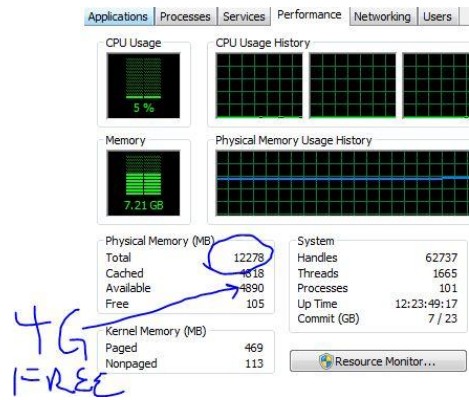 Applications Processes Services Performance Networking Users
CPU Usage CPU Usage History
5 %
Memory Physical Memory Usage History
7.21 GB
Physical Memory (MB) System
Total 12278 Handles 62737
Cached 4818 Threads 1665
Available 4890 Processes 101
Free 105 Up Time 12:23:49:17
Commit (GB) 7 / 23
Kernel Memory (MB)
Paged 469
Nonpaged 113
Resource Monitor...
4G
FREE